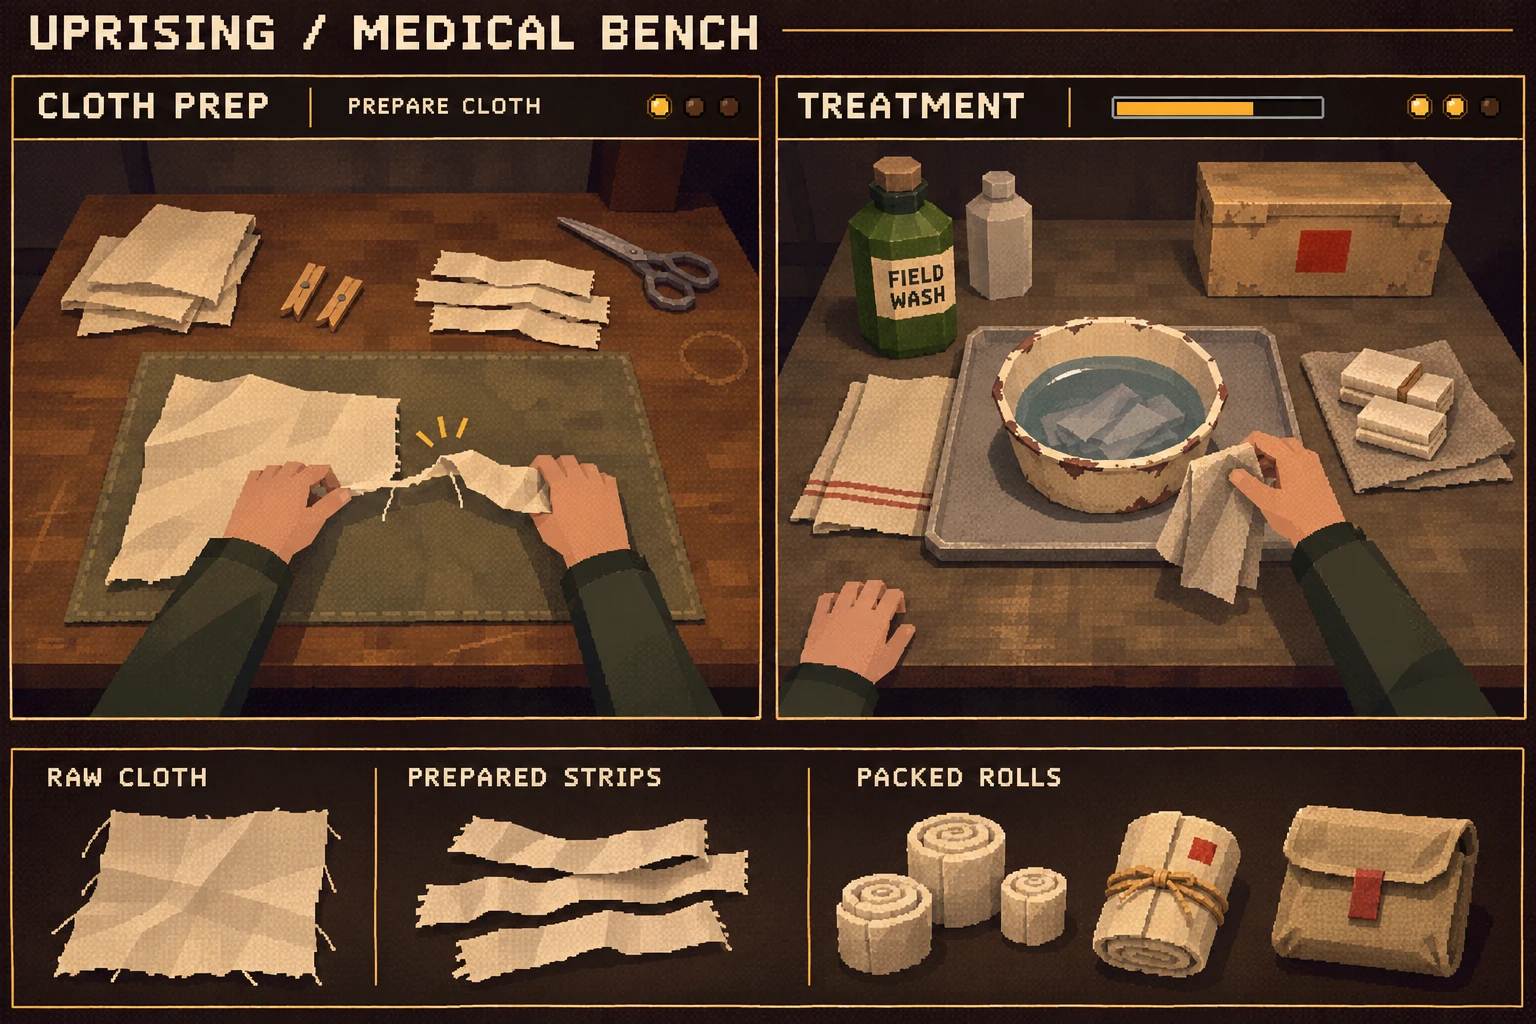 UPRISING / MEDICAL BENCH
CLOTH PREP
PREPARE CLOTH
TREATMENT
FIELD
WASH
RAW CLOTH
PREPARED STRIPS
PACKED ROLLS